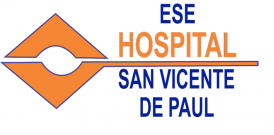 ESE
HOSPITAL
SAN VICENTE
DE PAUL